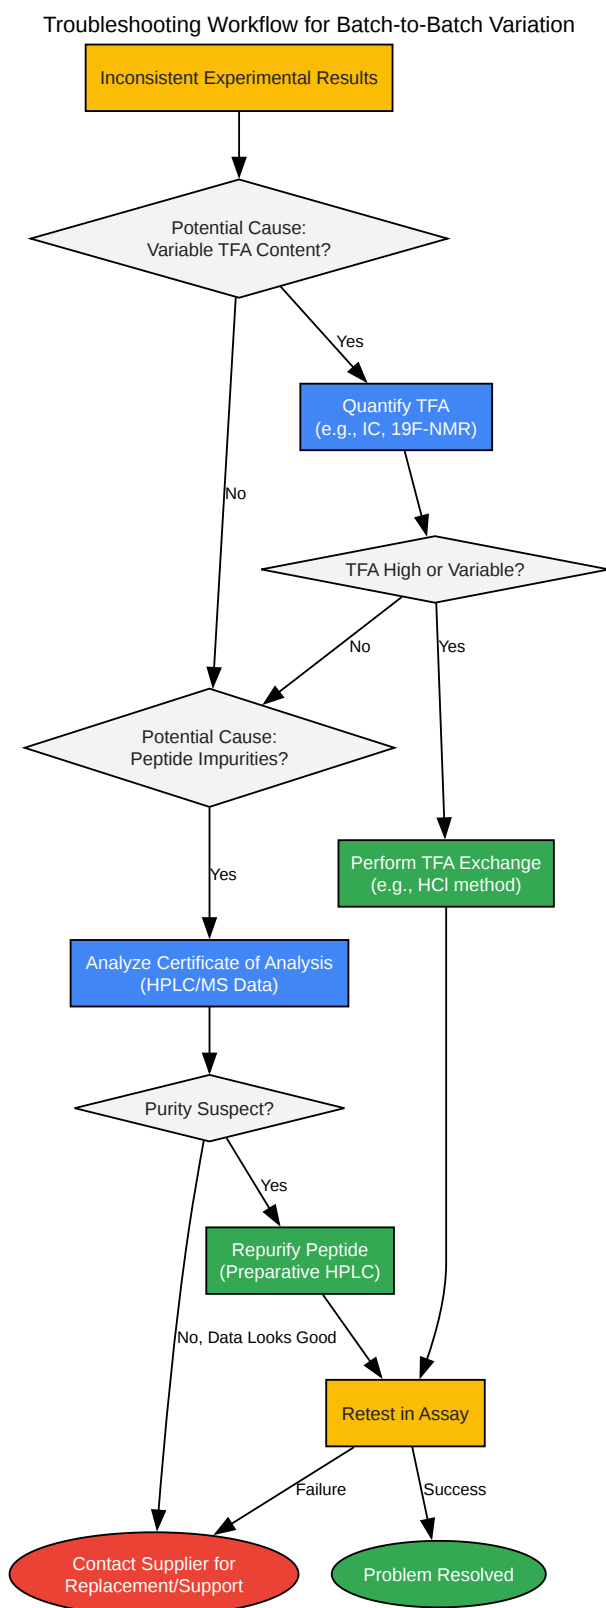 Troubleshooting Workflow for Batch-to-Batch Variation
Inconsistent Experimental Results
Potential Cause:
Variable TFA Content?
Yes
Quantify TFA
(e.g., IC, 19F-NMR)
No
TFA High or Variable?
No
Yes
Potential Cause:
Peptide Impurities?
Perform TFA Exchange
(e.g., HCl method)
Yes
Analyze Certificate of Analysis
(HPLC/MS Data)
Purity Suspect?
Yes
Repurify Peptide
(Preparative HPLC)
No, Data Looks Good
Retest in Assay
Failure
Success
Contact Supplier for
Replacement/Support
Problem Resolved